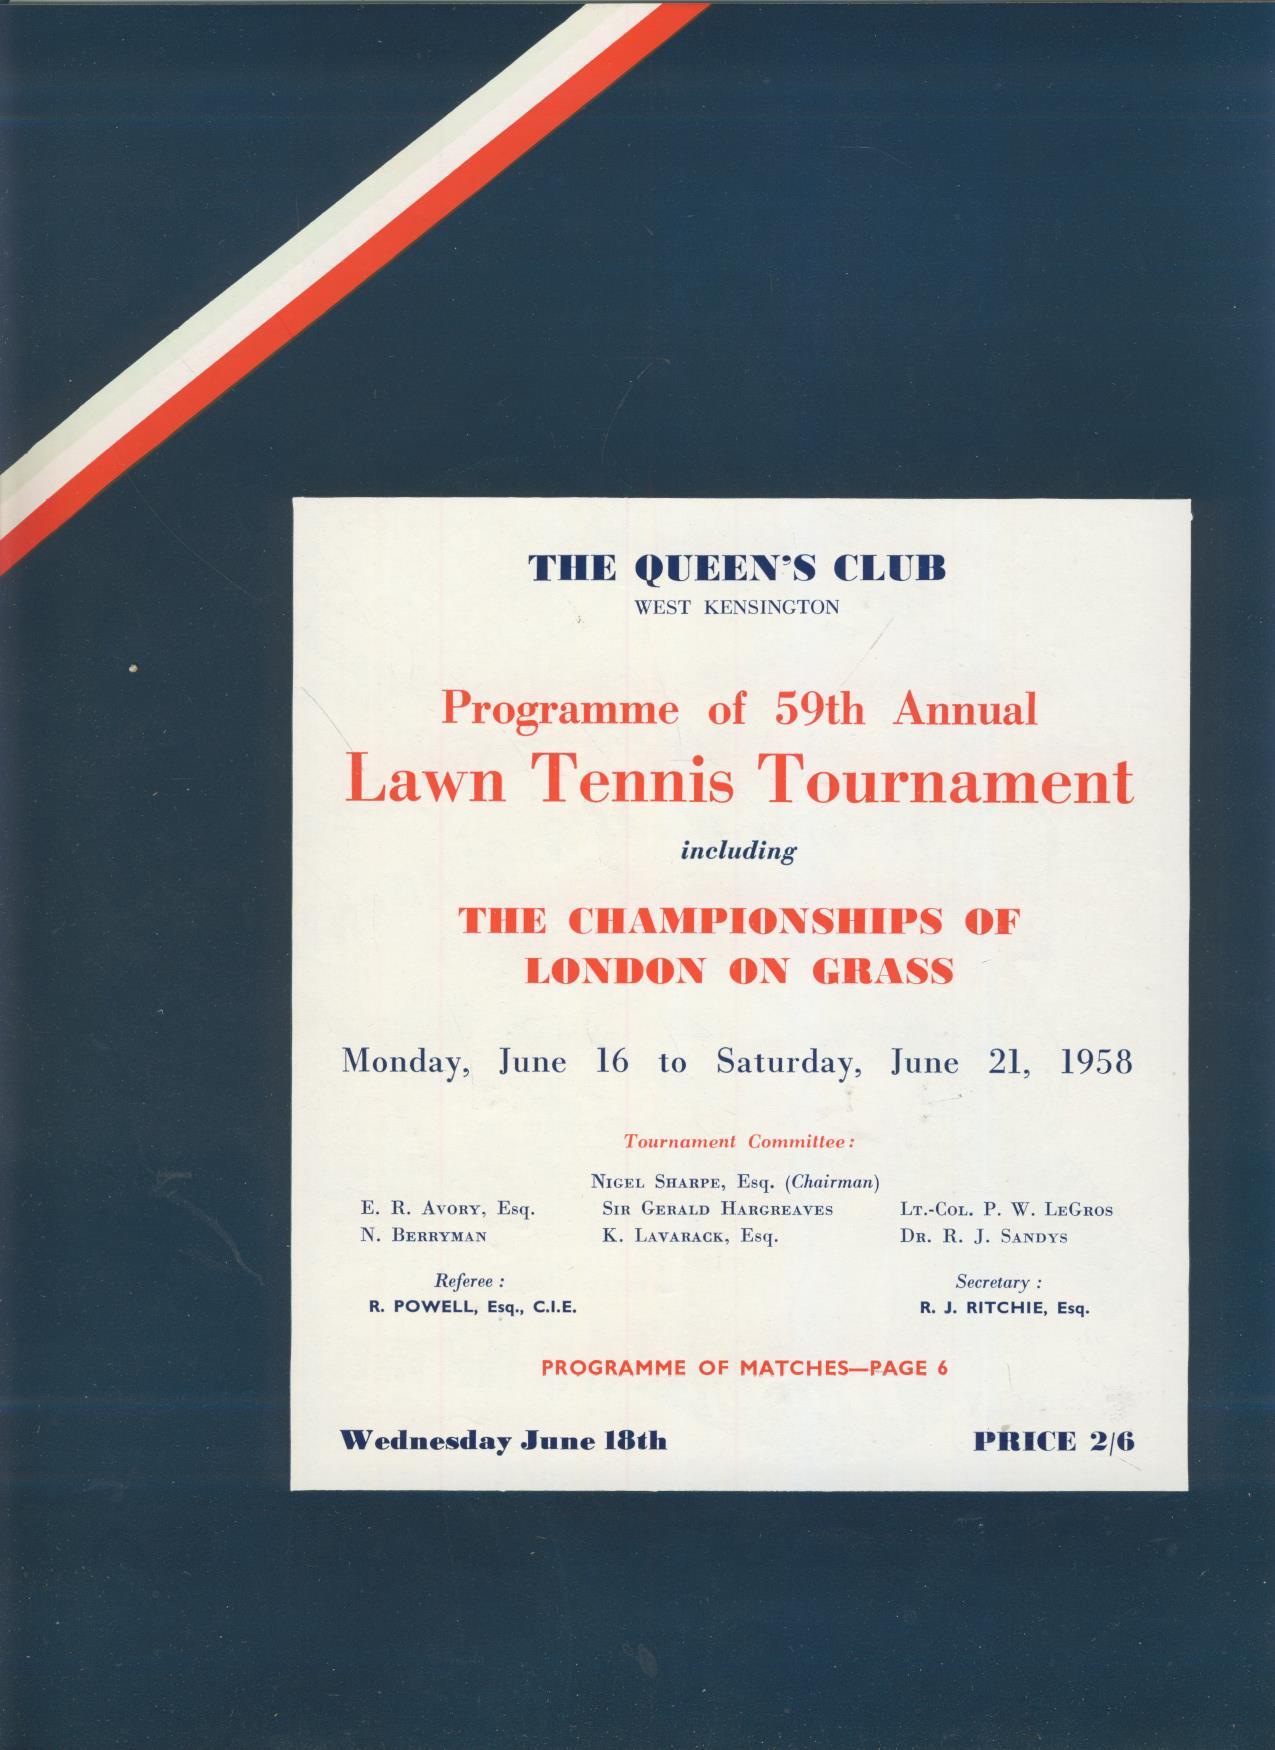 THE QUEEN'S CLUB
WEST KENSINGTON
Programme of 59th Annual
Lawn Tennis Tournament
including
THE CHAMPIONSHIPS OF
LONDON ON GRASS
Monday, June 16 to Saturday, June 21, 1958
Tournament Committee:
NIGEL SHARPE, Esq. (Chairman)
E. R. AVORY, Esq. SIR GERALD HARGREAVES LT.-COL. P. W. LEGROS
N. BERRYMAN K. LAVARACK, Esq. DR. R. J. SANDYS
Referee: Secretary:
R. POWELL, Esq., C.I.E. R. J. RITCHIE, Esq.
PROGRAMME OF MATCHES—PAGE 6
Wednesday June 18th PRICE 2/6